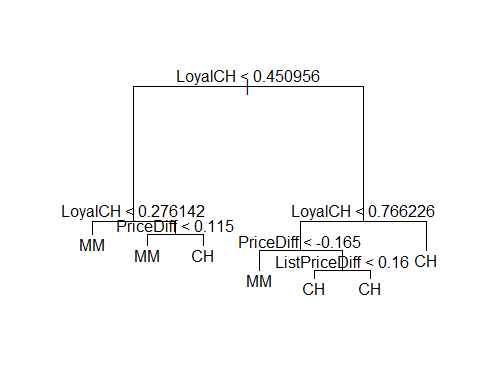 LoyalCH < 0.450956
LoyalCH < 0.276142
LoyalCH < 0.766226
PriceDiff < 0.115
MM
PriceDiff < -0.165
MM
CH
ListPriceDiff < 0.16
CH
MM
CH
CH